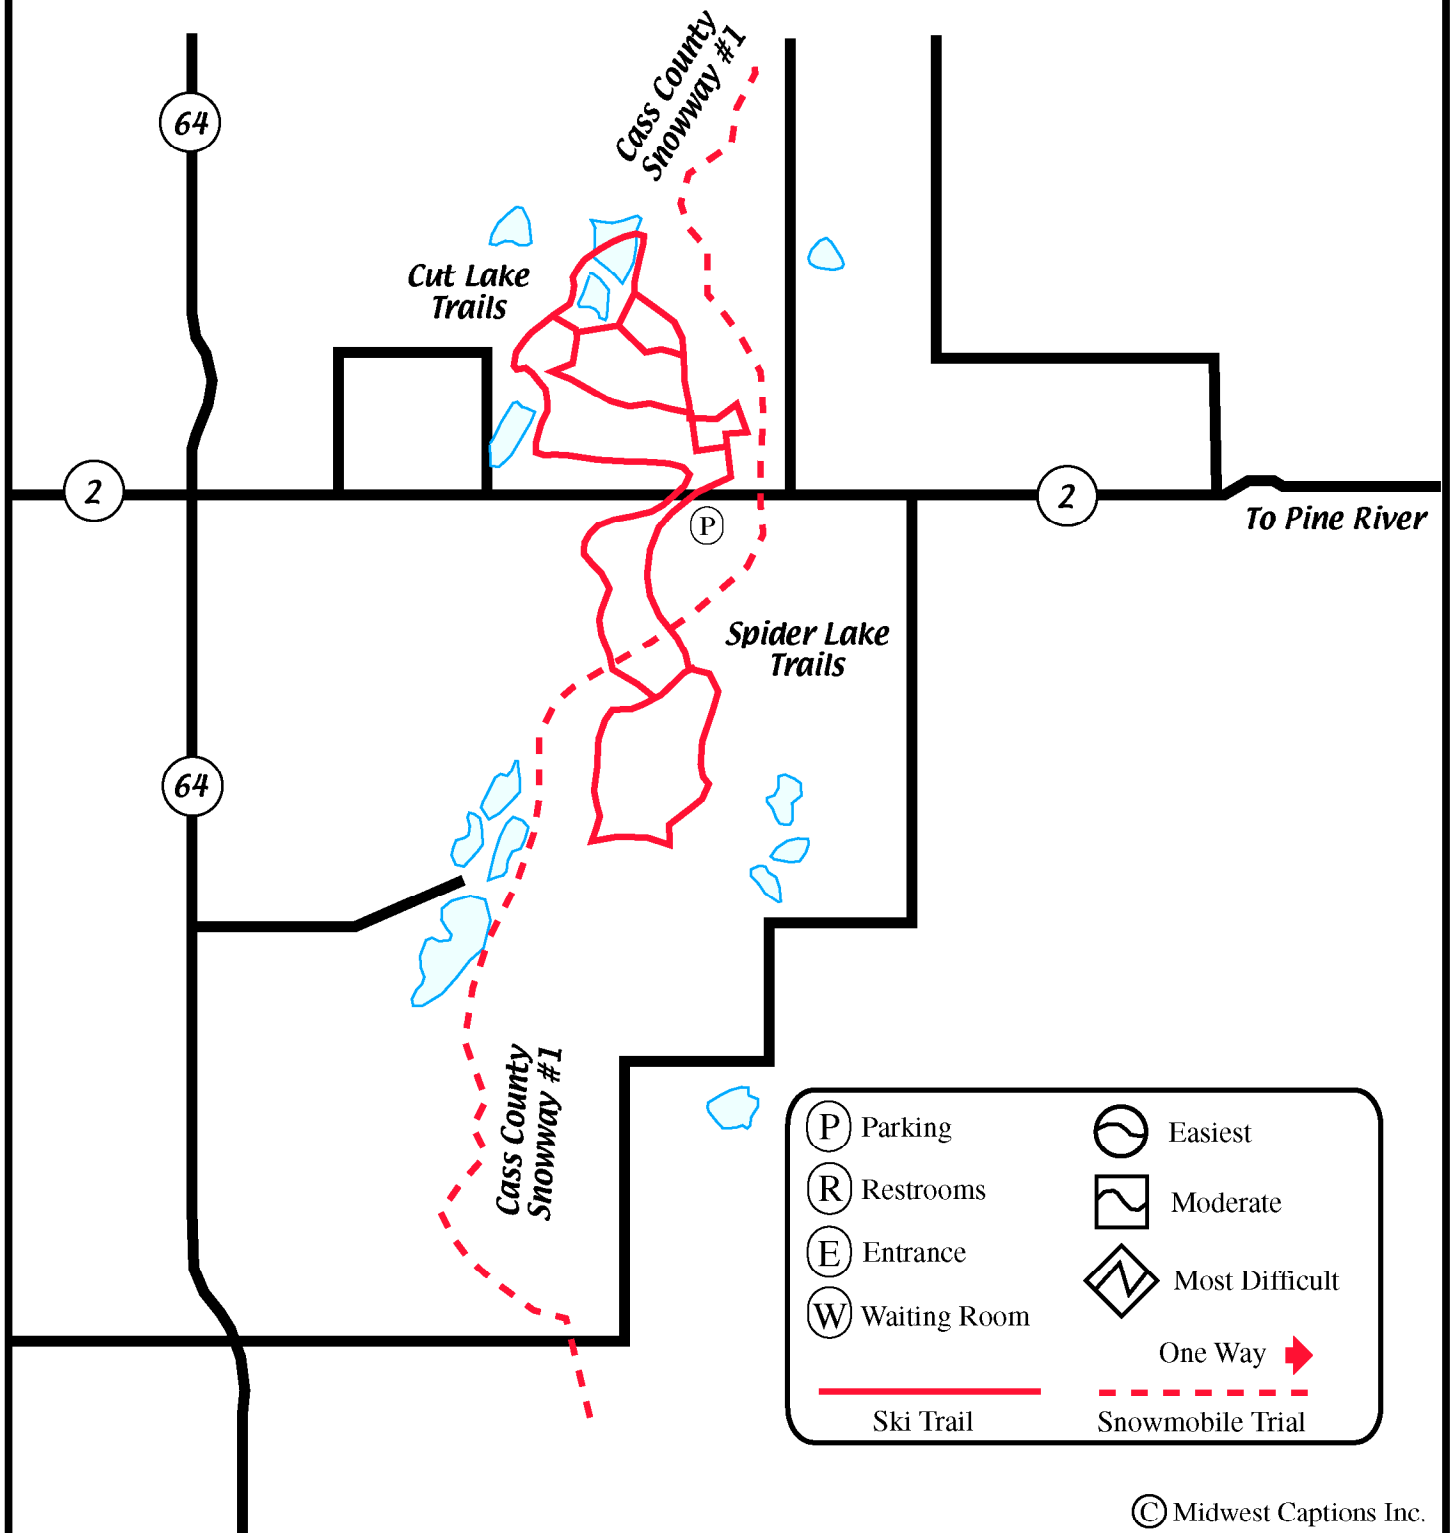 Cass County
Snowway #1
64
Cut Lake
Trails
2
2
P
To Pine River
Spider Lake
Trails
64
Cass County
Snowway #1
P Parking
R Restrooms
E Entrance
W Waiting Room
Easiest
Moderate
Most Difficult
One Way
Ski Trail
Snowmobile Trial
© Midwest Captions Inc.